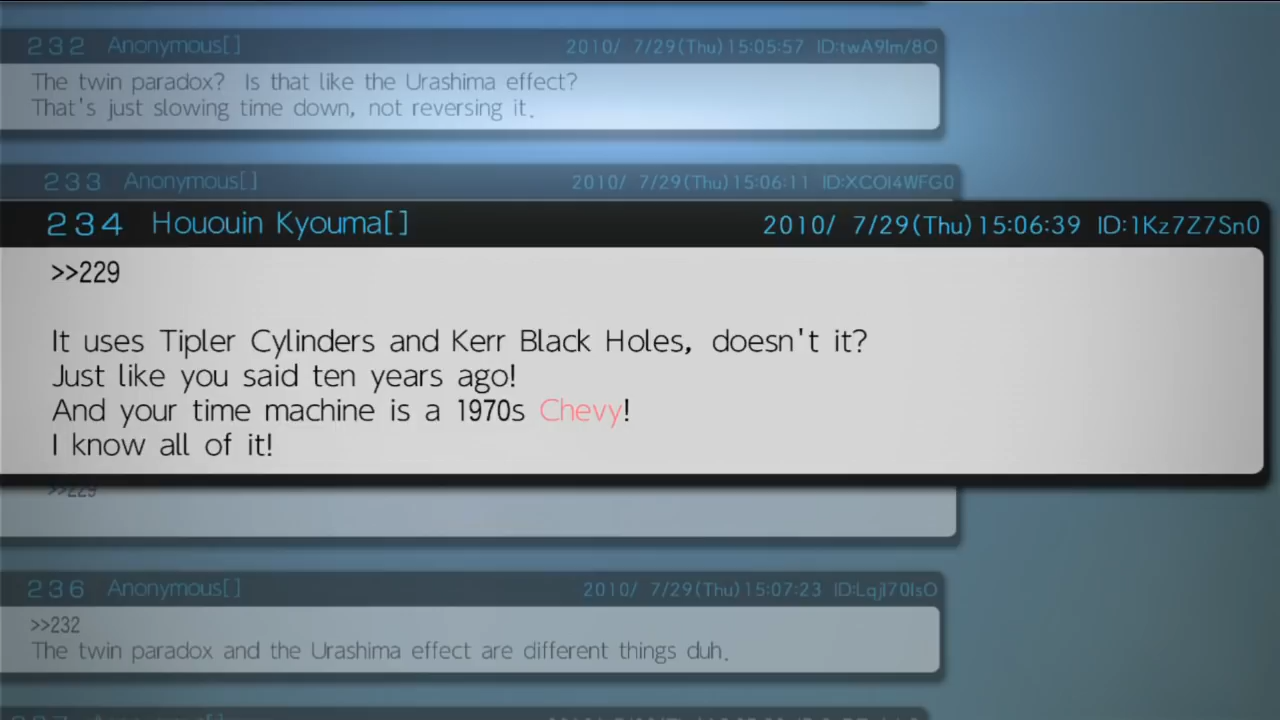 232 Anonymous[] 2010/ 7/29(Thu)15:05:57 ID:twA9lm/8O
The twin paradox? Is that like the Urashima effect?
That's just slowing time down, not reversing it.
233 Anonymous[] 2010/ 7/29(Thu)15:06:11 ID:XCOI4WFG0
234 Hououin Kyouma[] 2010/ 7/29(Thu)15:06:39 ID:1Kz7Z7Sn0
>>229
It uses Tipler Cylinders and Kerr Black Holes, doesn't it?
Just like you said ten years ago!
And your time machine is a 1970s Chevy!
I know all of it!
>>229
236 Anonymous[] 2010/ 7/29(Thu)15:07:23 ID:Lqj170IsO
>>232
The twin paradox and the Urashima effect are different things duh.